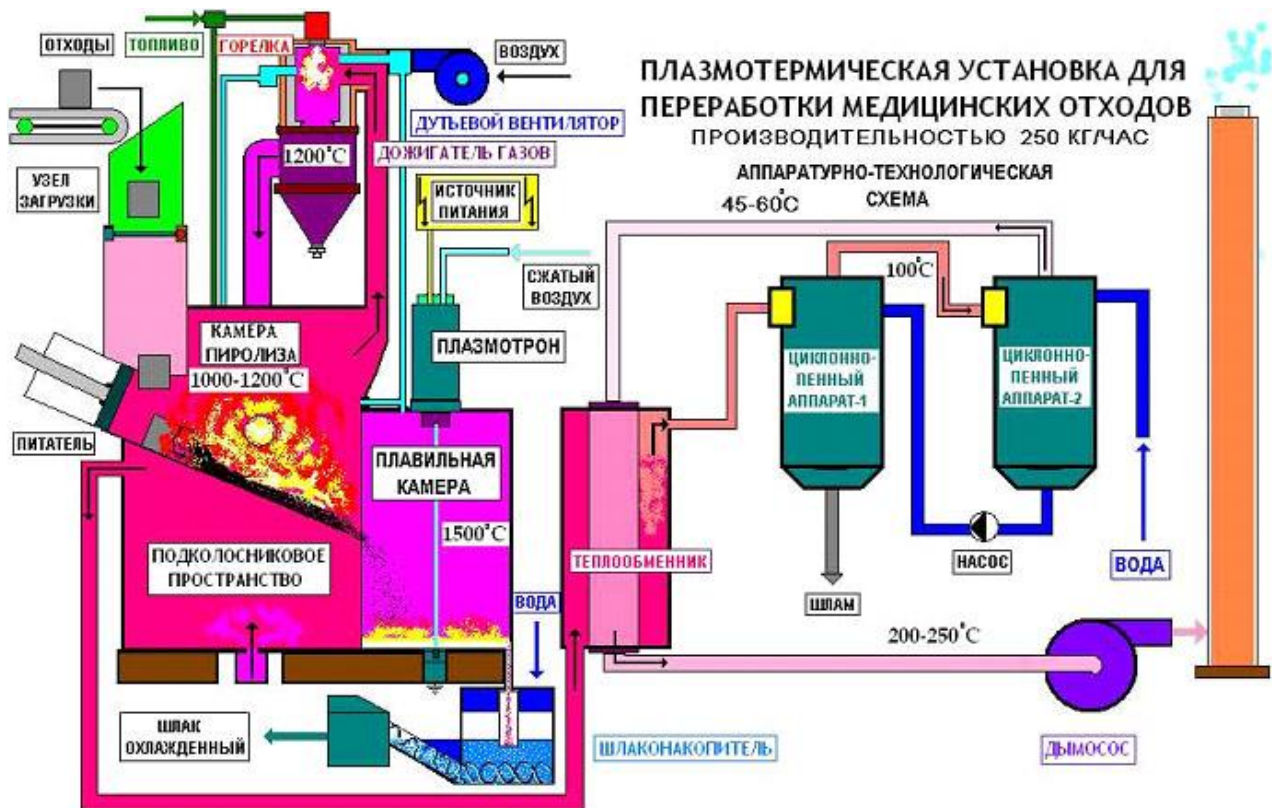 ОТХОДЫ
ТОПЛИВО
ГОРЕЛКА
ВОЗДУХ
ПЛАЗМОТЕРМИЧЕСКАЯ УСТАНОВКА ДЛЯ
ПЕРЕРАБОТКИ МЕДИЦИНСКИХ ОТХОДОВ
ПРОИЗВОДИТЕЛЬНОСТЬЮ 250 КГ/ЧАС
АППАРАТУРНО-ТЕХНОЛОГИЧЕСКАЯ
СХЕМА
ДУТЬЕВОЙ ВЕНТИЛЯТОР
1200°C
ДОЖИГАТЕЛЬ ГАЗОВ
УЗЕЛ
ЗАГРУЗКИ
ИСТОЧНИК
ПИТАНИЯ
45-60°C
СЖАТЫЙ
ВОЗДУХ
100°C
КАМЕРА
ПИРОЛИЗА
1000-1200°C
ПЛАЗМОТРОН
ЦИКЛОННО-
ПЕННЫЙ
АППАРАТ-1
ЦИКЛОННО-
ПЕННЫЙ
АППАРАТ-2
ПИТАТЕЛЬ
ПЛАВИЛЬНАЯ
КАМЕРА
1500°C
ПОДКОЛОСНИКОВОЕ
ПРОСТРАНСТВО
ТЕПЛООБМЕННИК
НАСОС
ВОДА
ВОДА
ШЛАМ
200-250°C
ШЛАК
ОХЛАЖДЕННЫЙ
ШЛАКОНАКОПИТЕЛЬ
ДЫМОСОС